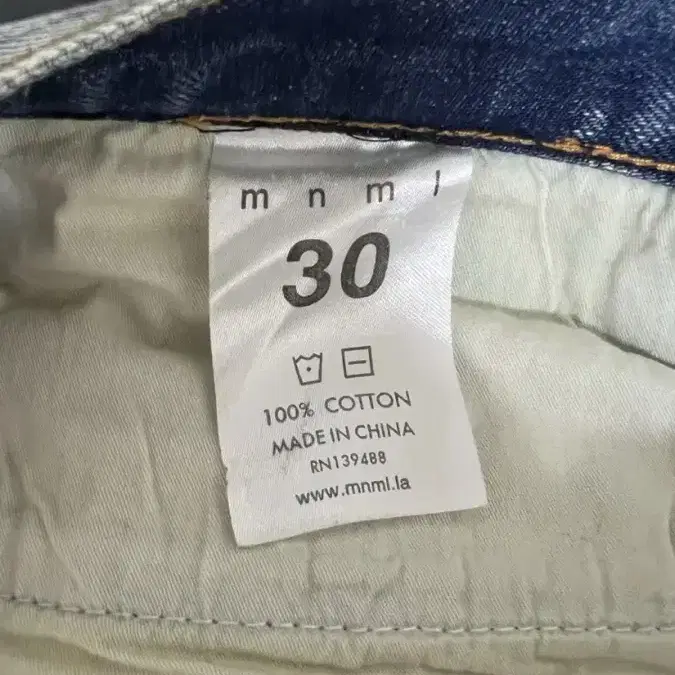 m n m l
30
100% COTTON
MADE IN CHINA
RN139488
www.mnml.la